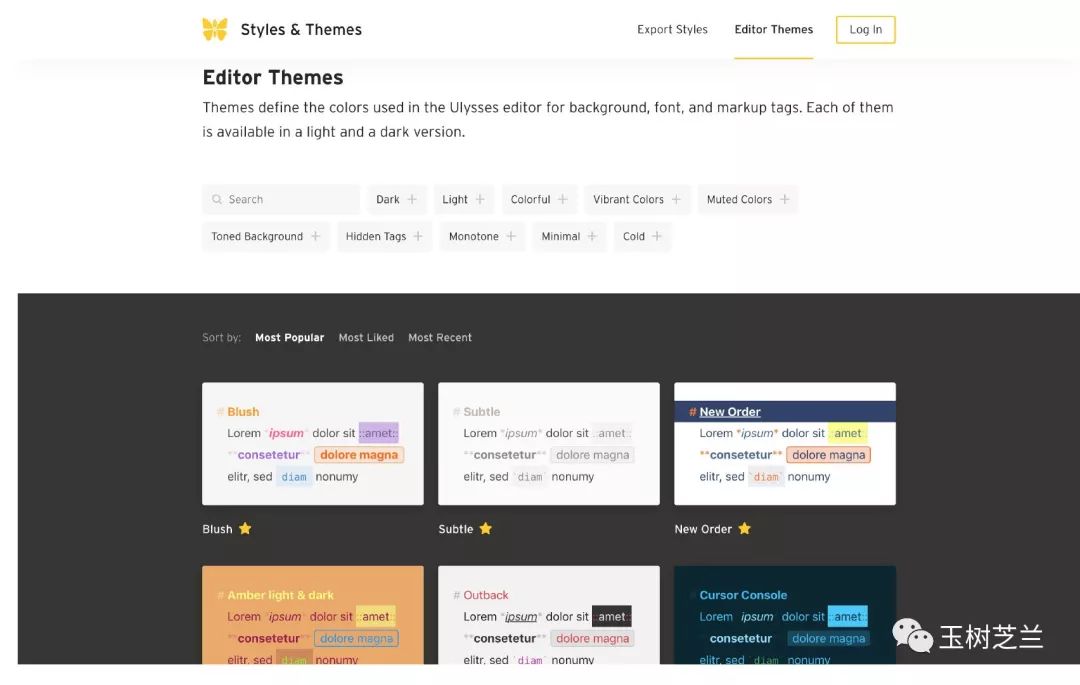 Styles & Themes
Export Styles
Editor Themes
Log In
Editor Themes
Themes define the colors used in the Ulysses editor for background, font, and markup tags. Each of them
is available in a light and a dark version.
Search
Dark +
Light +
Colorful +
Vibrant Colors +
Muted Colors +
Toned Background +
Hidden Tags +
Monotone +
Minimal +
Cold +
Sort by: Most Popular Most Liked Most Recent
# Blush
Lorem *ipsum* dolor sit ::amet::
**consetetur** dolore magna
elitr, sed `diam` nonumy
Blush
# Subtle
Lorem *ipsum* dolor sit ::amet::
**consetetur** dolore magna
elitr, sed `diam` nonumy
Subtle
# New Order
Lorem *ipsum* dolor sit ::amet::
**consetetur** dolore magna
elitr, sed `diam` nonumy
New Order
# Amber light & dark
Lorem *ipsum* dolor sit ::amet::
**consetetur** dolore magna
elitr, sed `diam` nonumy
# Outback
Lorem *ipsum* dolor sit ::amet::
**consetetur** dolore magna
elitr, sed `diam` nonumy
# Cursor Console
Lorem ipsum dolor sit ::amet::
consetetur dolore magna
elitr, sed `diam` nonumy
玉树芝兰